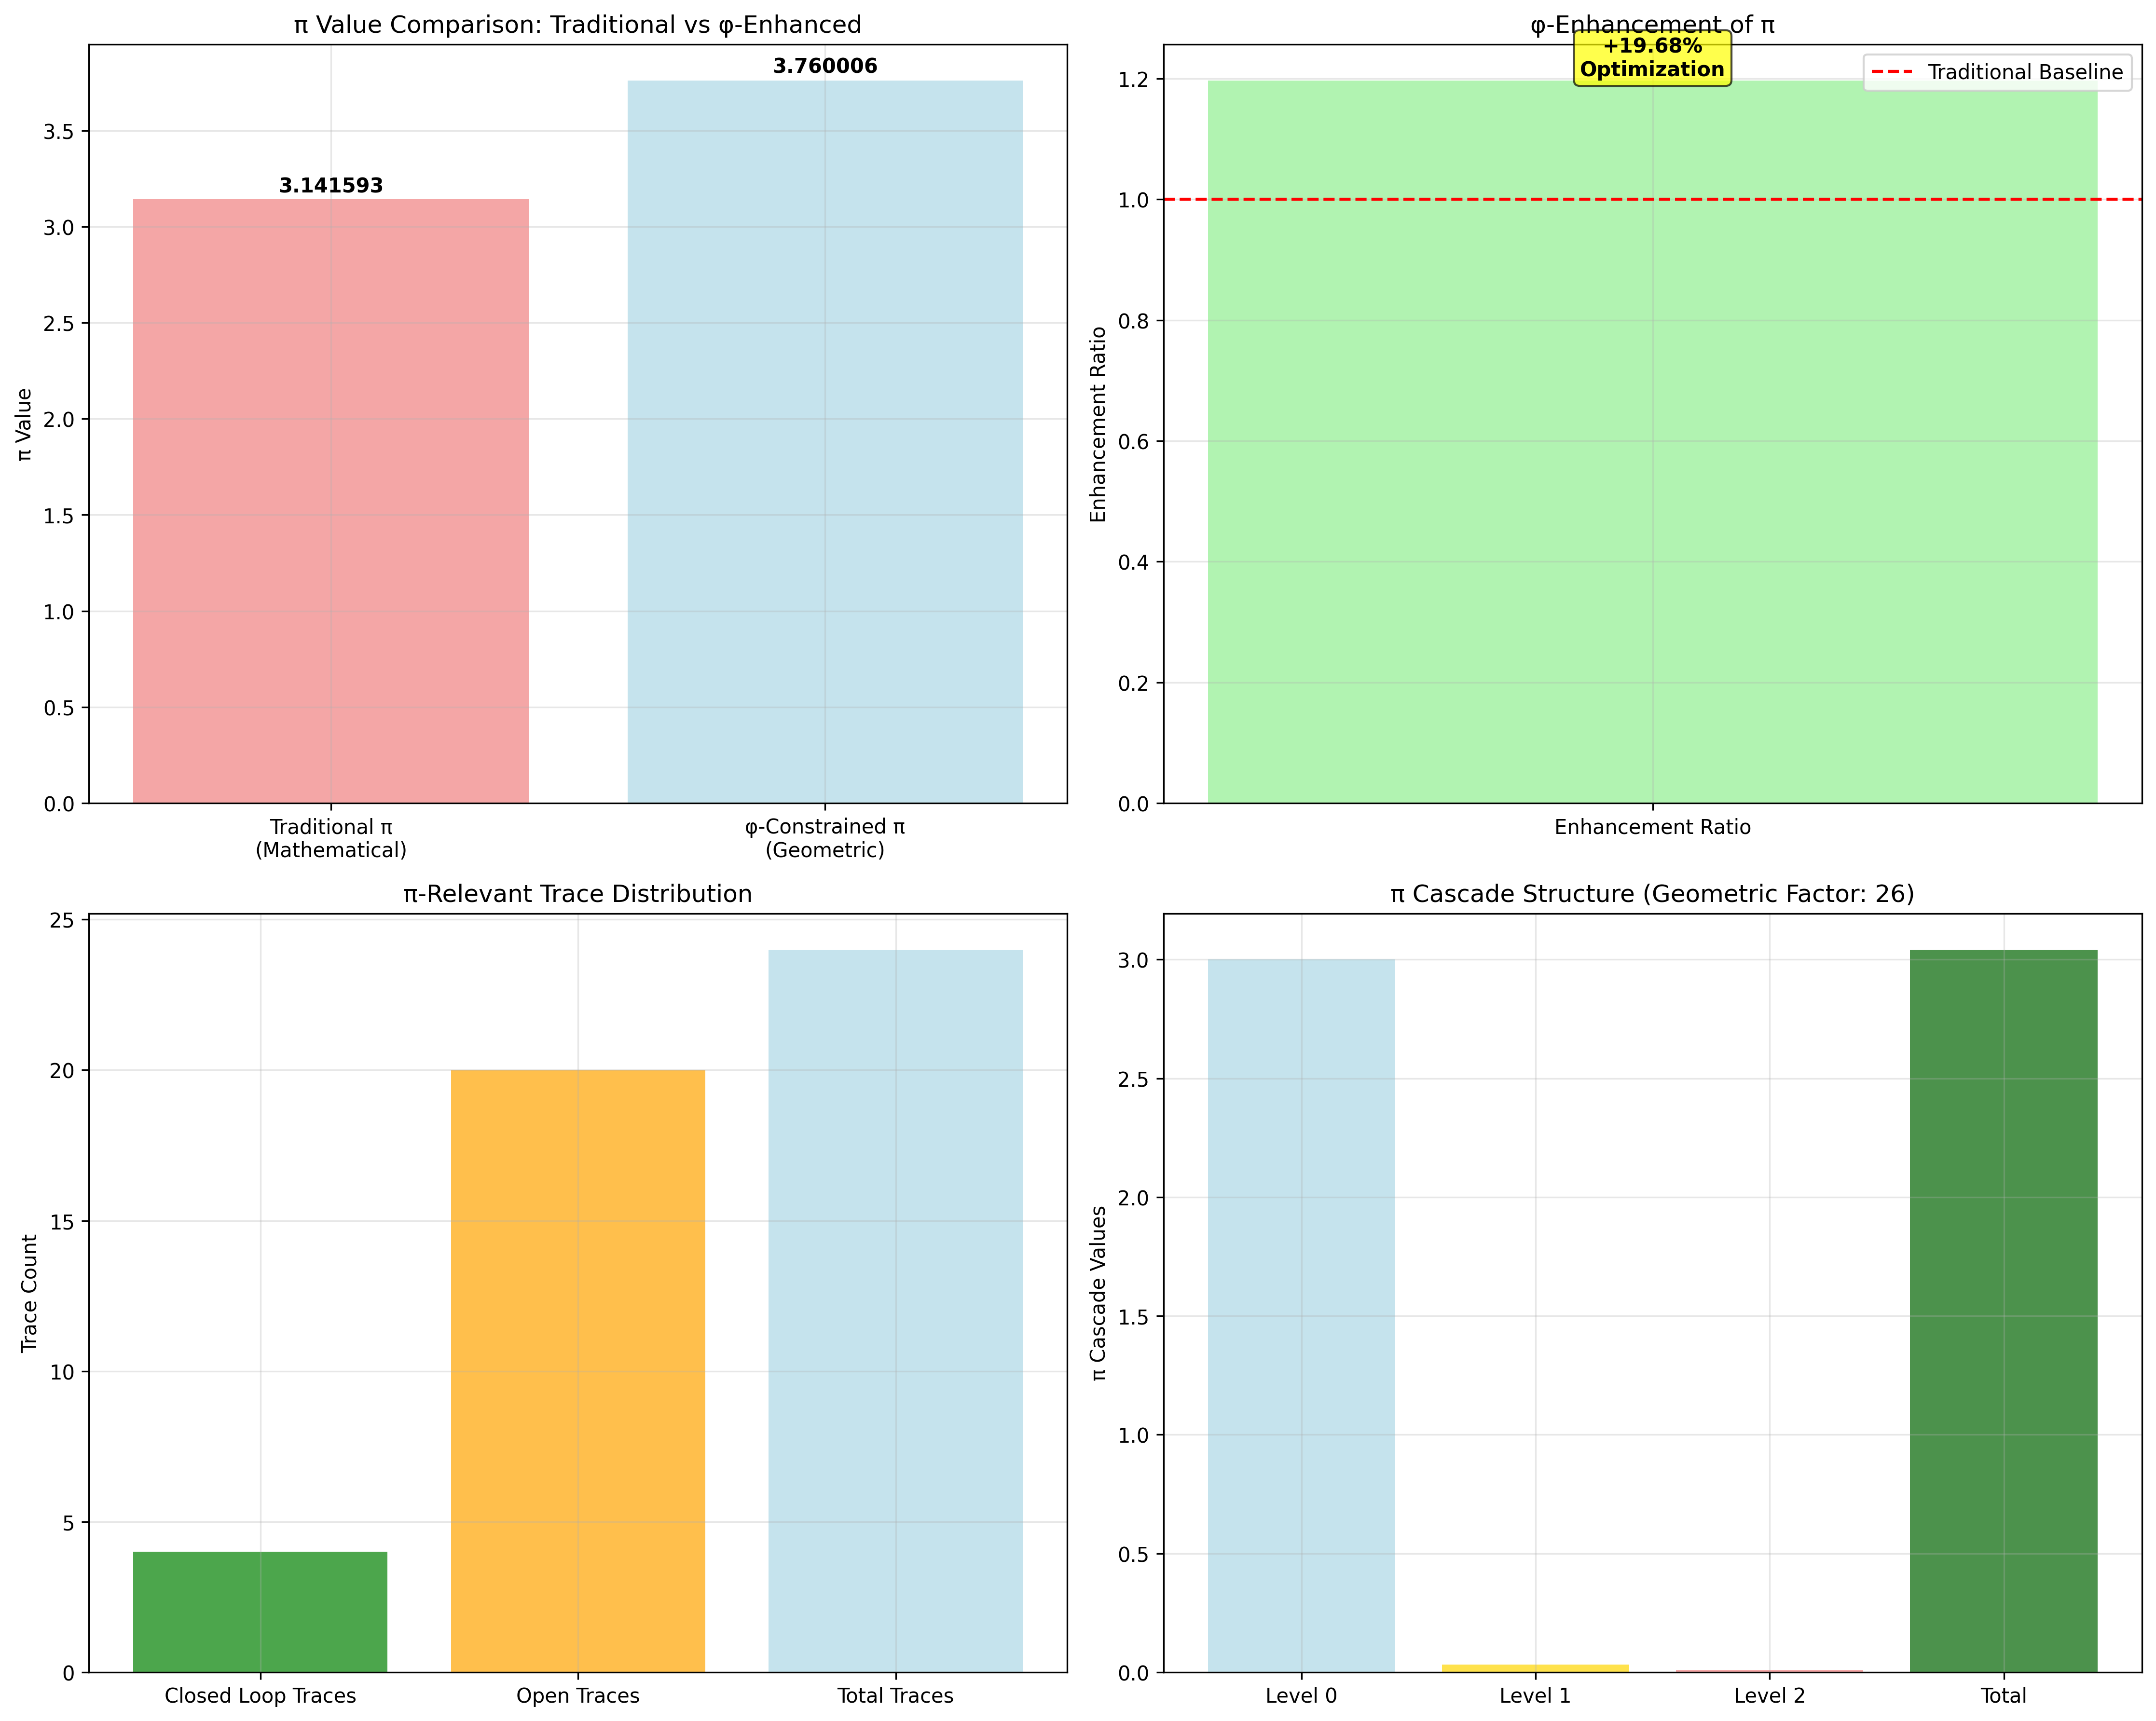 π Value Comparison: Traditional vs φ-Enhanced
π Value
3.5
3.0
2.5
2.0
1.5
1.0
0.5
0.0
3.141593
3.760006
Traditional π
(Mathematical)
φ-Constrained π
(Geometric)
φ-Enhancement of π
+19.68%
Optimization
Traditional Baseline
Enhancement Ratio
1.2
1.0
0.8
0.6
0.4
0.2
0.0
Enhancement Ratio
π-Relevant Trace Distribution
Trace Count
25
20
15
10
5
0
Closed Loop Traces
Open Traces
Total Traces
π Cascade Structure (Geometric Factor: 26)
π Cascade Values
3.0
2.5
2.0
1.5
1.0
0.5
0.0
Level 0
Level 1
Level 2
Total